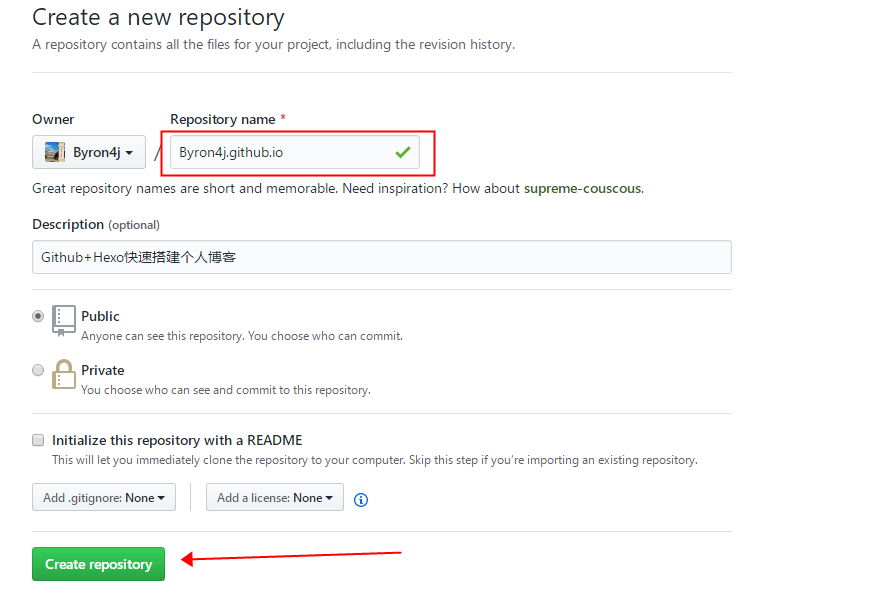 Create a new repository
A repository contains all the files for your project, including the revision history.
Owner
Repository name *
Byron4j
/
Byron4j.github.io
Great repository names are short and memorable. Need inspiration? How about supreme-couscous.
Description (optional)
Github+Hexo快速搭建个人博客
Public
Anyone can see this repository. You choose who can commit.
Private
You choose who can see and commit to this repository.
Initialize this repository with a README
This will let you immediately clone the repository to your computer. Skip this step if you’re importing an existing repository.
Add .gitignore: None
Add a license: None
Create repository